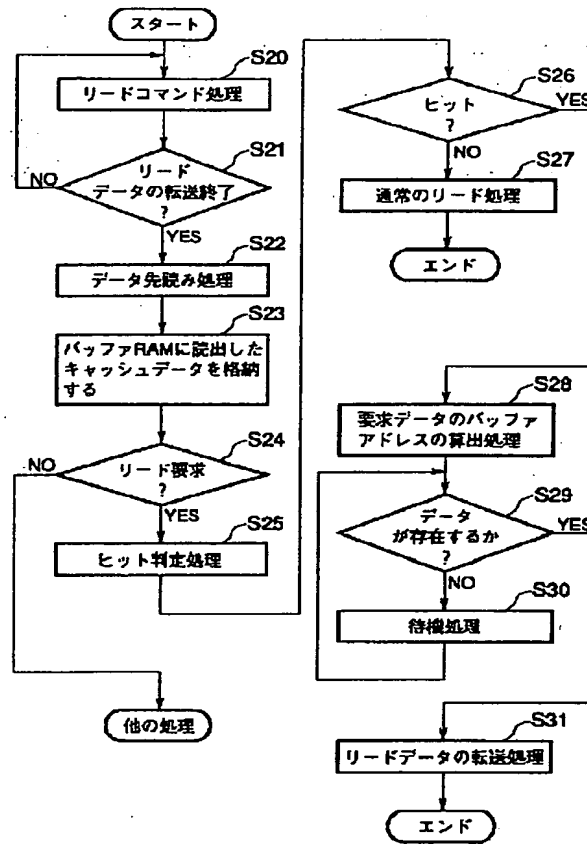 スタート
S20
リードコマンド処理
S21
リード
データの転送終了
?
NO
YES
S22
データ先読み処理
S23
バッファRAMに読出した
キャッシュデータを格納
する
S24
NO
リード要求
?
YES
S25
ヒット判定処理
他の処理
S26
YES
ヒット
?
NO
S27
通常のリード処理
エンド
S28
要求データのバッファ
アドレスの算出処理
S29
データ
が存在するか
?
YES
NO
S30
待機処理
S31
リードデータの転送処理
エンド